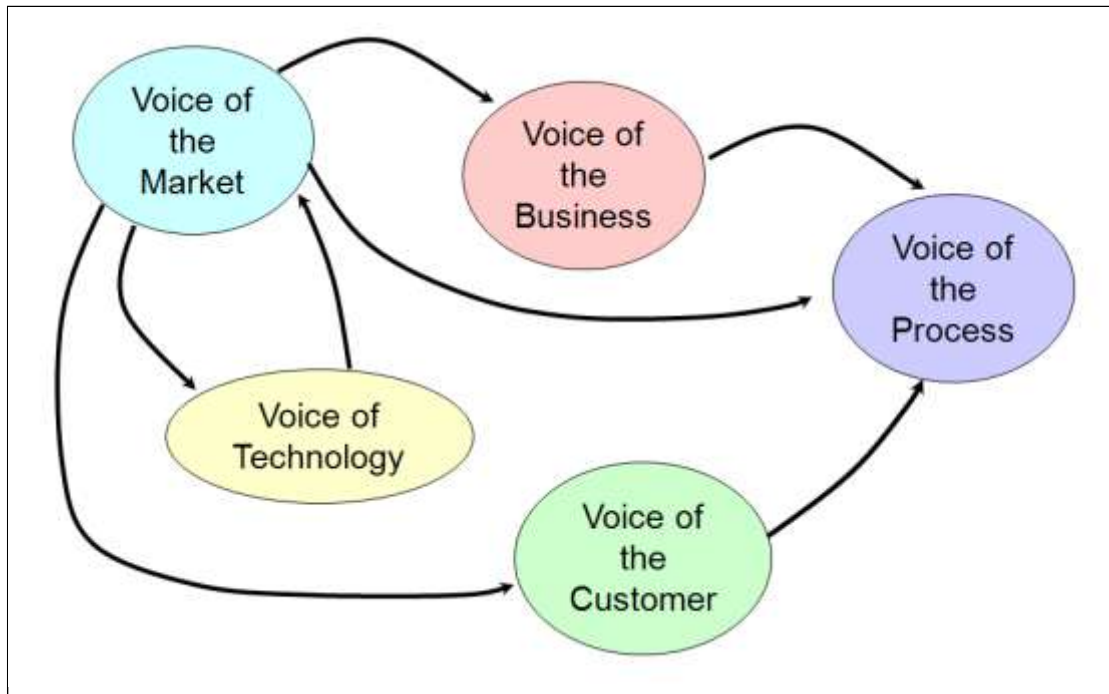 Voice of
the
Market
Voice of
the
Business
Voice of
the
Process
Voice of
Technology
Voice of
the
Customer